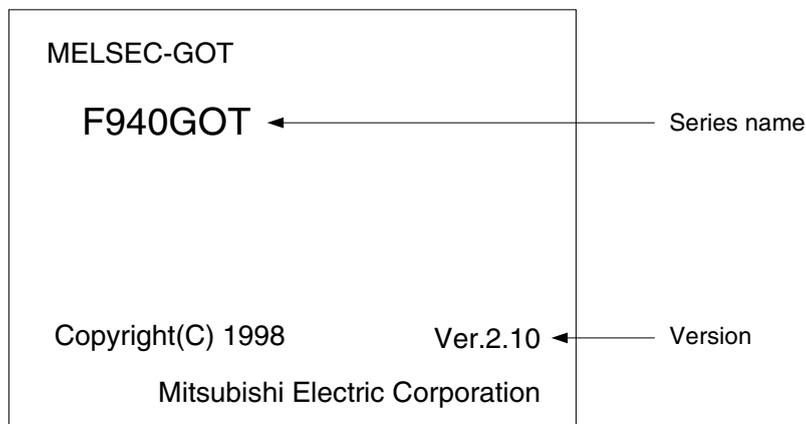 MELSEC-GOT
F940GOT
Series name
Copyright(C) 1998
Ver.2.10
Version
Mitsubishi Electric Corporation